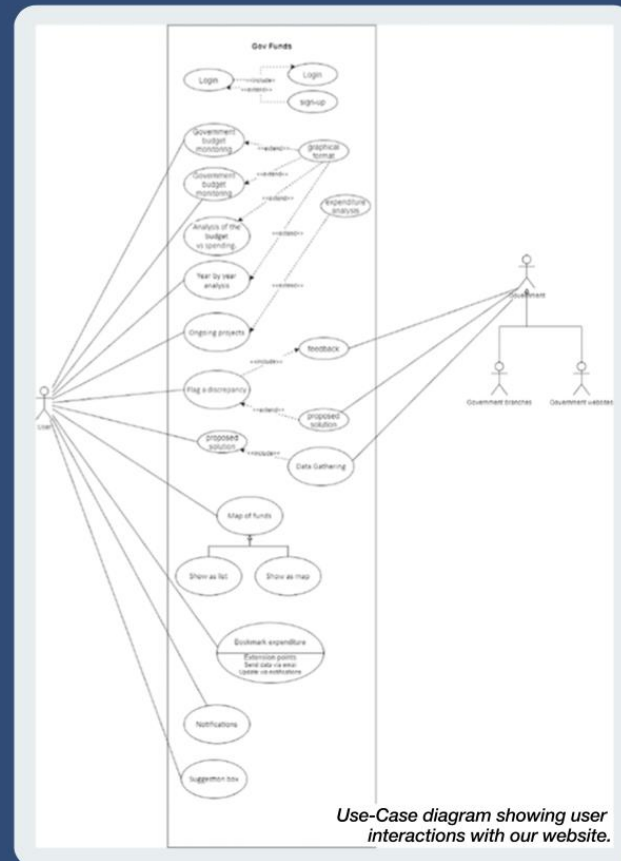 Gov Funds
Login
Login
<<include>>
<<extend>>
sign-up
Government
budget
monitoring
graphical
format
<<extend>>
Government
budget
monitoring
<<extend>>
<<extend>>
expenditure
analysis
Analysis of the
budget
vs spending.
<<extend>>
Year by year
analysis
<<extend>>
Ongoing projects
Government
feedback
<<include>>
Flag a discrepancy
Government branches
Government websites
<<extend>>
proposed
solution
User
proposed
solution
<<include>>
Data Gathering
Map of funds
Show as list
Show as map
Bookmark expenditure
Extension points
Send data via email
Update via notifications
Notifications
Suggestion box
Use-Case diagram showing user
interactions with our website.